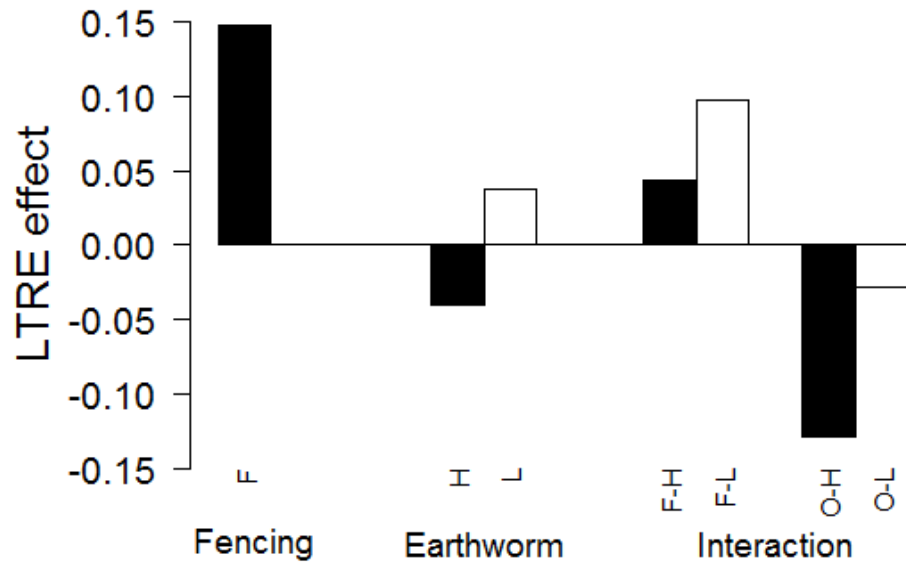 LTRE effect
0.15
0.10
0.05
0.00
-0.05
-0.10
-0.15
F
H
L
F-H
F-L
O-H
O-L
Fencing
Earthworm
Interaction